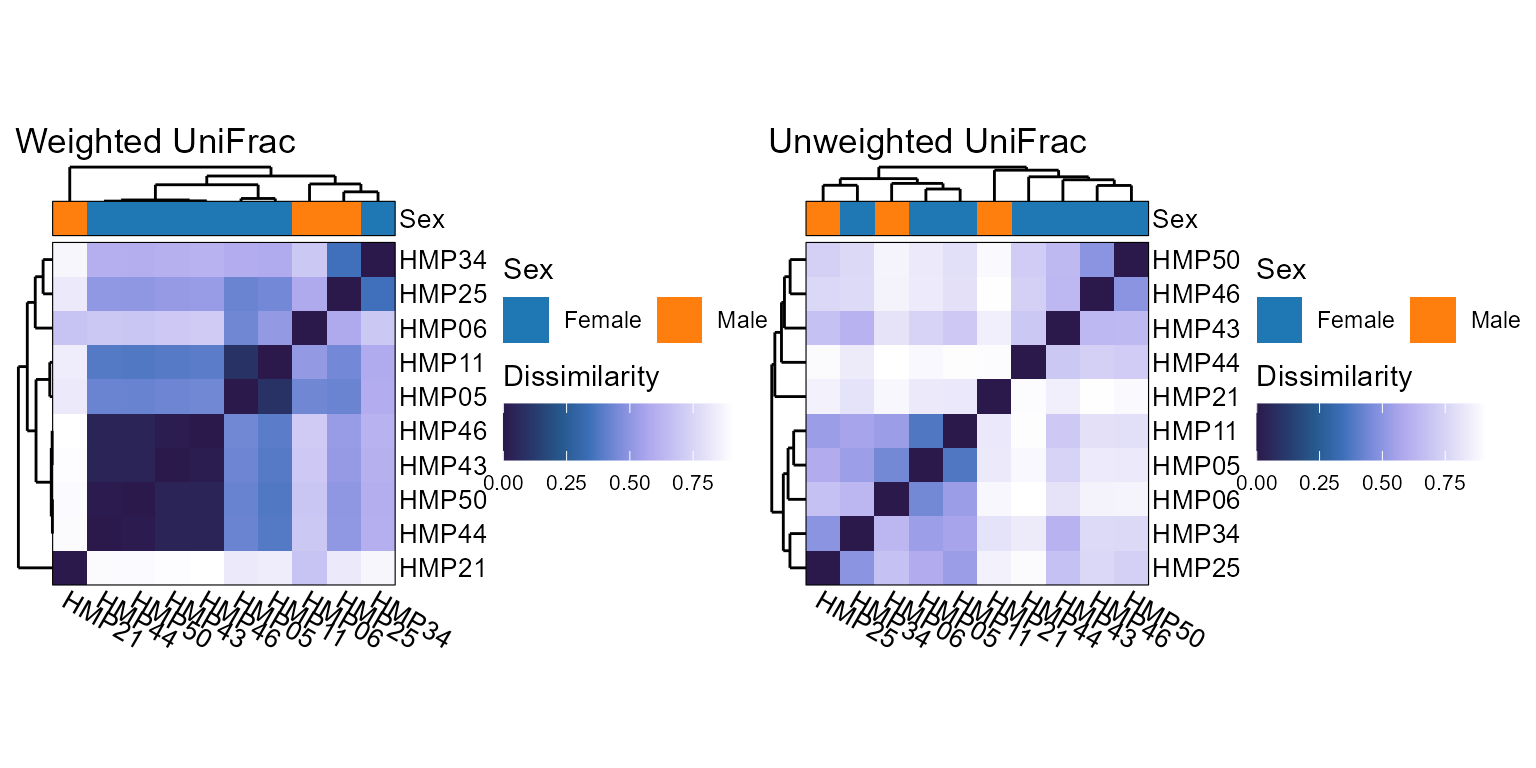 Weighted UniFrac
Sex
HMP34
HMP25
HMP06
HMP11
HMP05
HMP46
HMP43
HMP50
HMP44
HMP21
HMP21
HMP44
HMP50
HMP43
HMP46
HMP05
HMP11
HMP06
HMP25
HMP34
Sex
Female
Male
Dissimilarity
0.00 0.25 0.50 0.75
Unweighted UniFrac
Sex
HMP50
HMP46
HMP43
HMP44
HMP21
HMP11
HMP05
HMP06
HMP34
HMP25
HMP25
HMP34
HMP06
HMP05
HMP11
HMP21
HMP44
HMP43
HMP46
HMP50
Sex
Female
Male
Dissimilarity
0.00 0.25 0.50 0.75